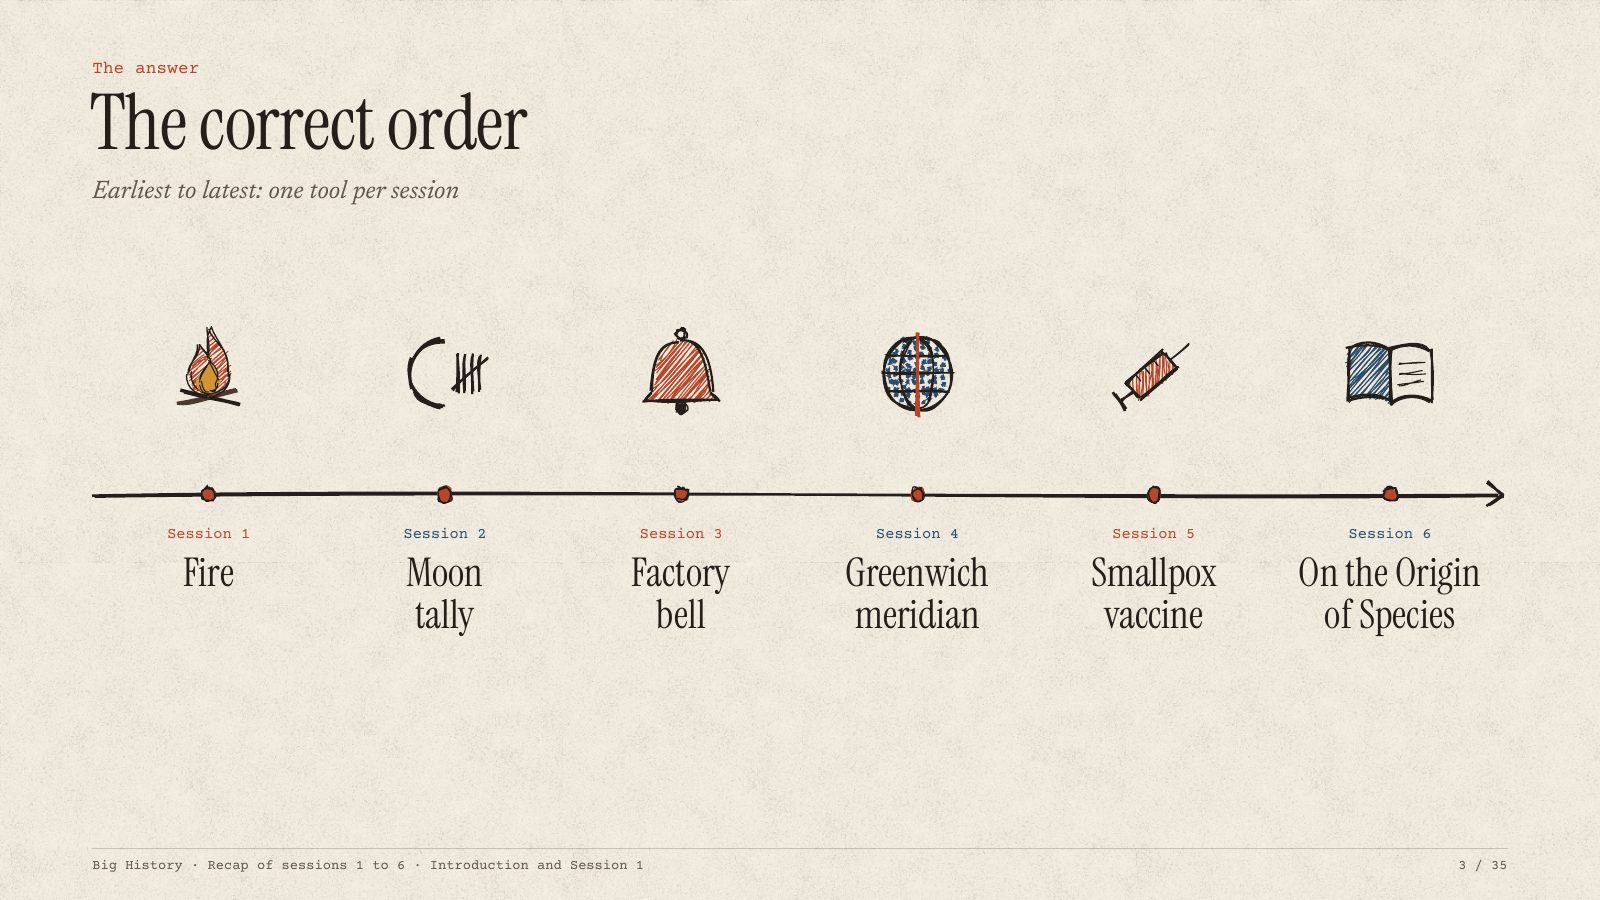 The answer
The correct order
Earliest to latest: one tool per session
Session 1
Fire
Session 2
Moon
tally
Session 3
Factory
bell
Session 4
Greenwich
meridian
Session 5
Smallpox
vaccine
Session 6
On the Origin
of Species
Big History · Recap of sessions 1 to 6 · Introduction and Session 1
3 / 35